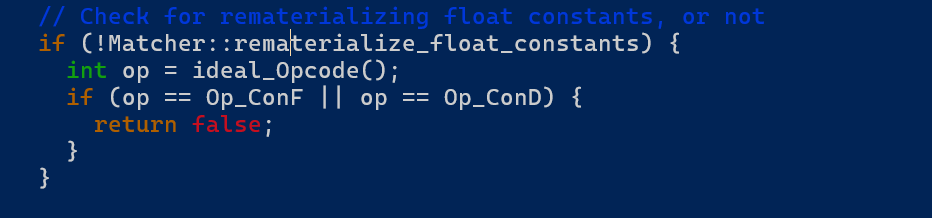 // Check for rematerializing float constants, or not
if (!Matcher::rematerialize_float_constants) {
int op = ideal_Opcode();
if (op == Op_ConF || op == Op_ConD) {
return false;
}
}